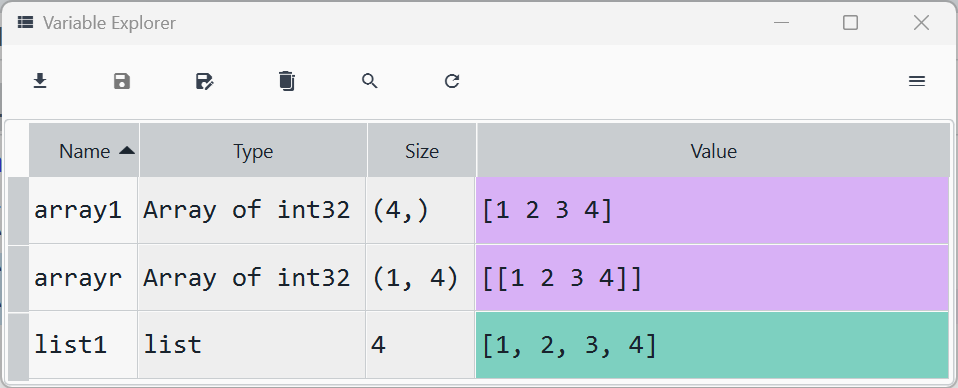 Variable Explorer
Name Type Size Value
array1 Array of int32 (4,) [1 2 3 4]
arrayr Array of int32 (1, 4) [[1 2 3 4]]
list1 list 4 [1, 2, 3, 4]